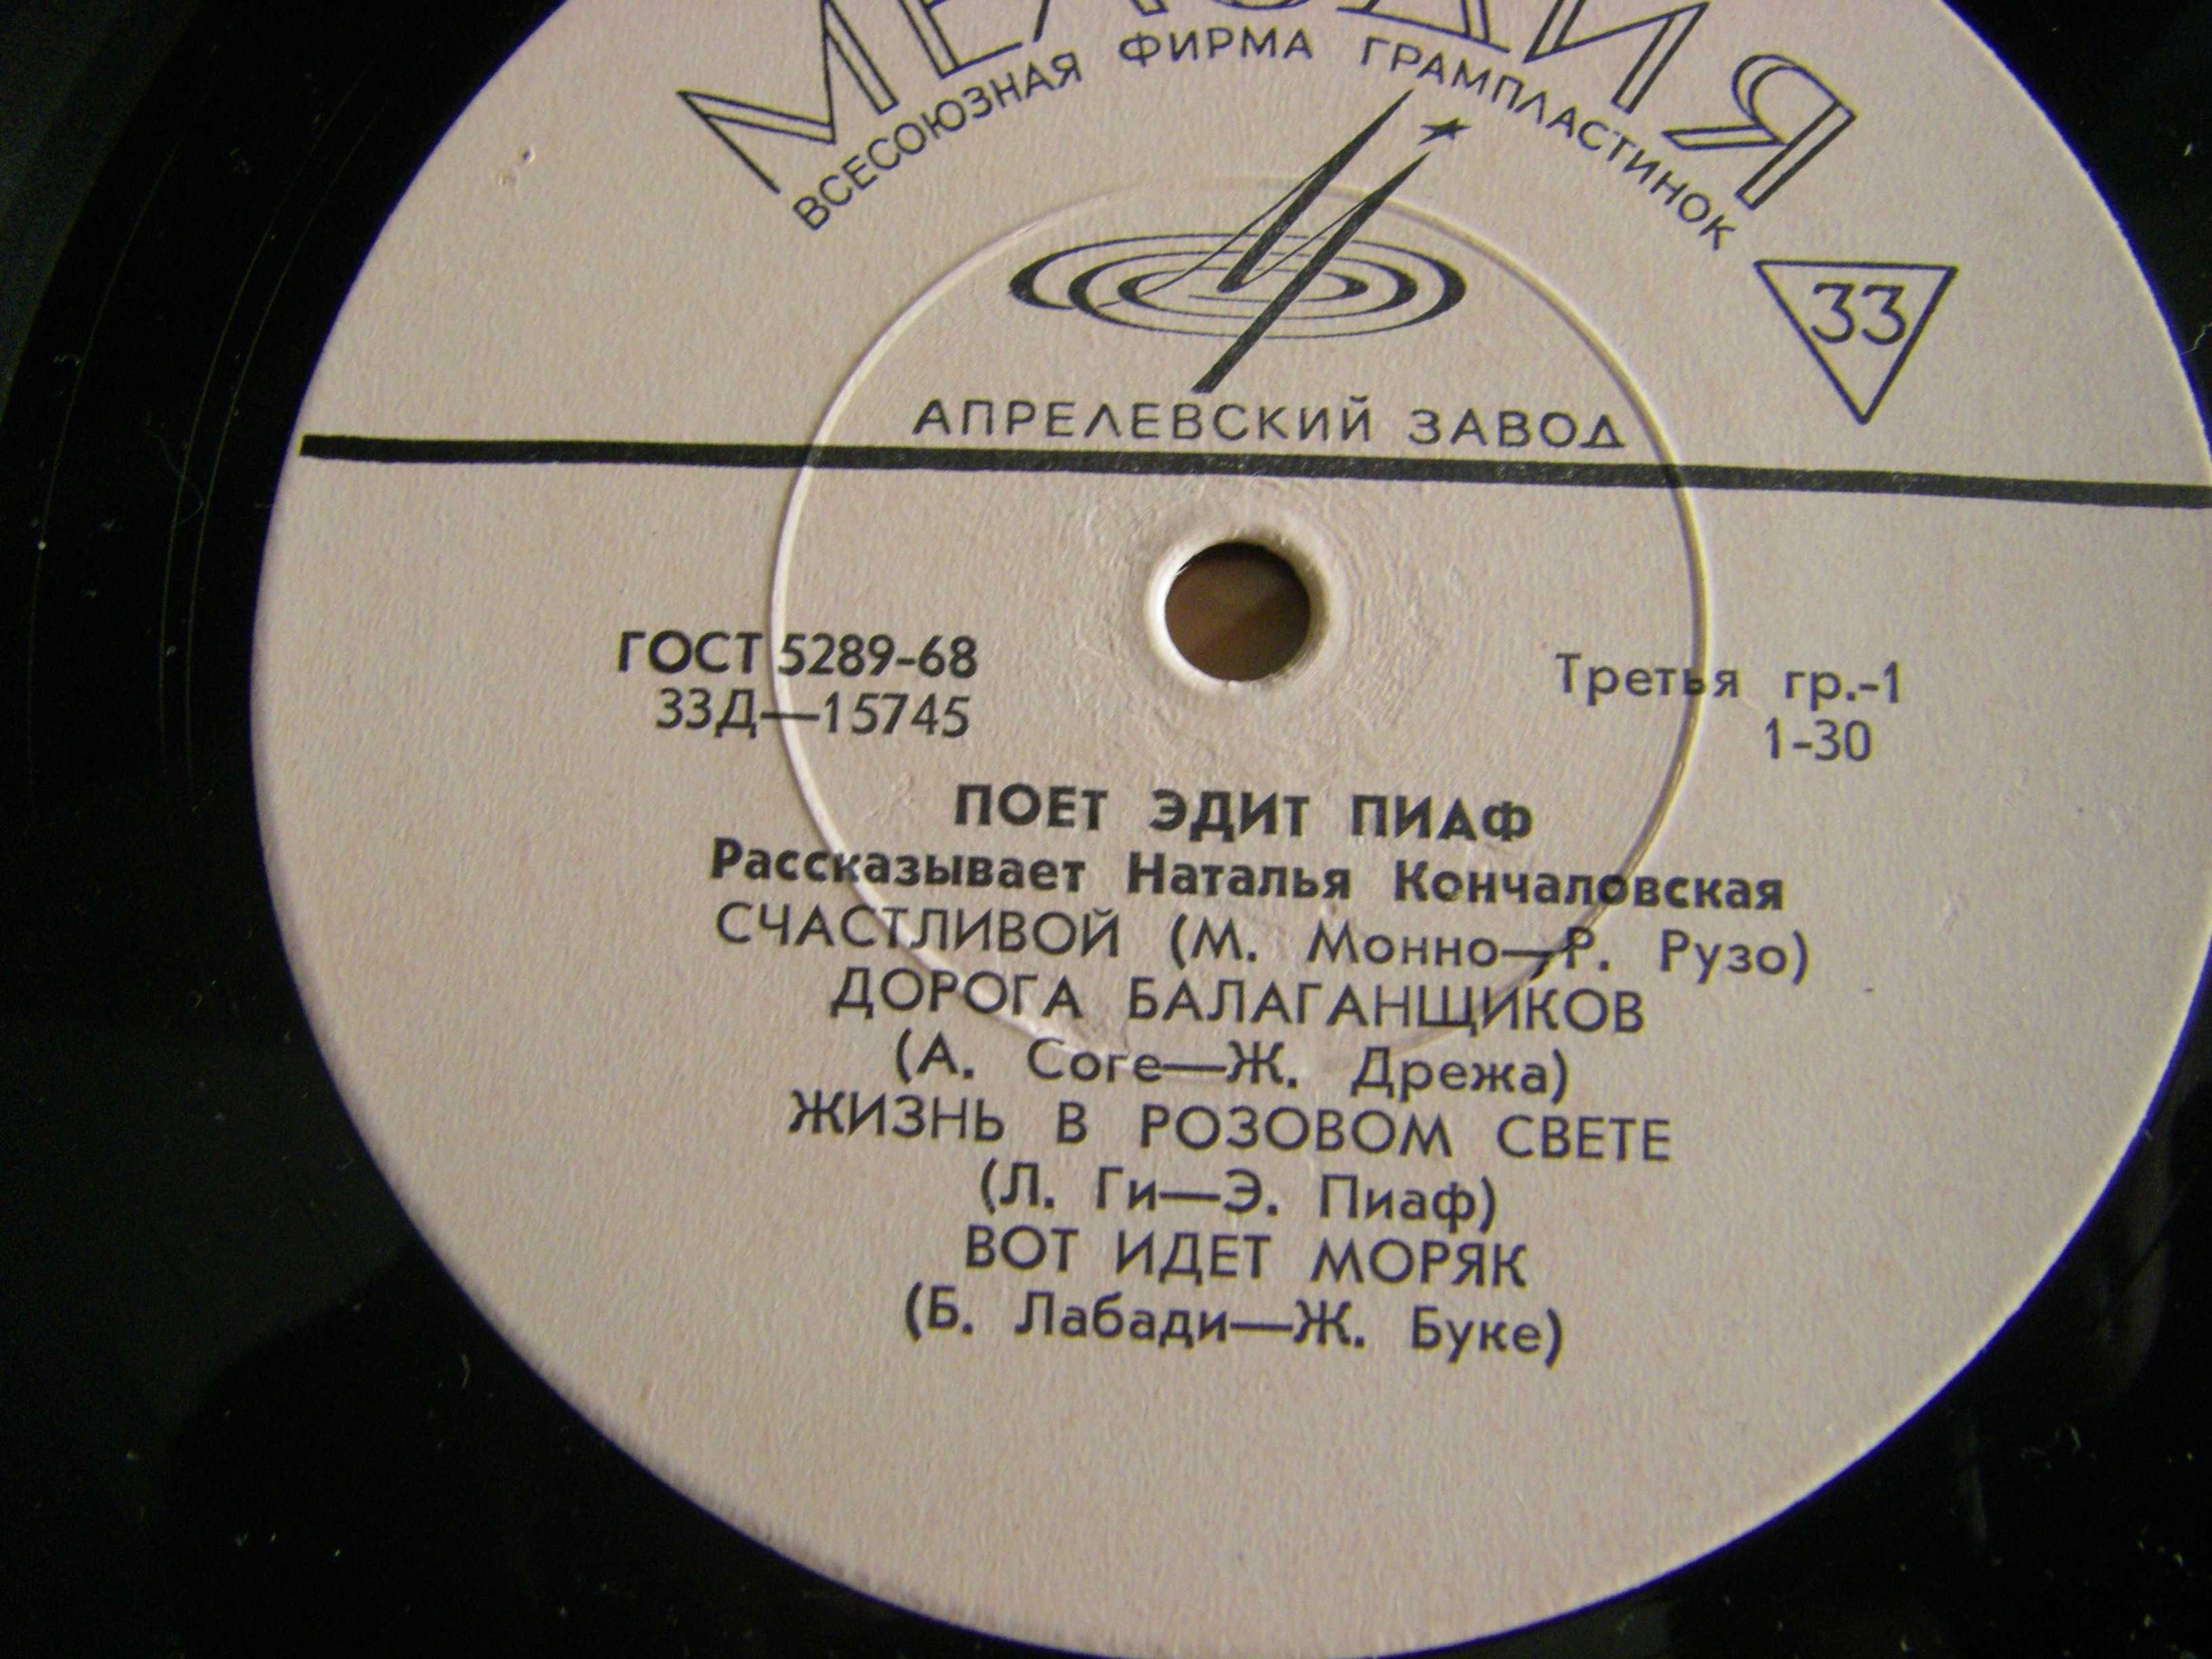 МЕЛОДИЯ
ВСЕСОЮЗНАЯ ФИРМА ГРАМПЛАСТИНОК
33
АПРЕЛЕВСКИЙ ЗАВОД
ГОСТ 5289-68
33Д—15745
Третья гр.-1
1-30
ПОЕТ ЭДИТ ПИАФ
Рассказывает Наталья Кончаловская
СЧАСТЛИВОЙ (М. Монно—Р. Рузо)
ДОРОГА БАЛАГАНЩИКОВ
(А. Соге—Ж. Дрежа)
ЖИЗНЬ В РОЗОВОМ СВЕТЕ
(Л. Ги—Э. Пиаф)
ВОТ ИДЕТ МОРЯК
(Б. Лабади—Ж. Буке)